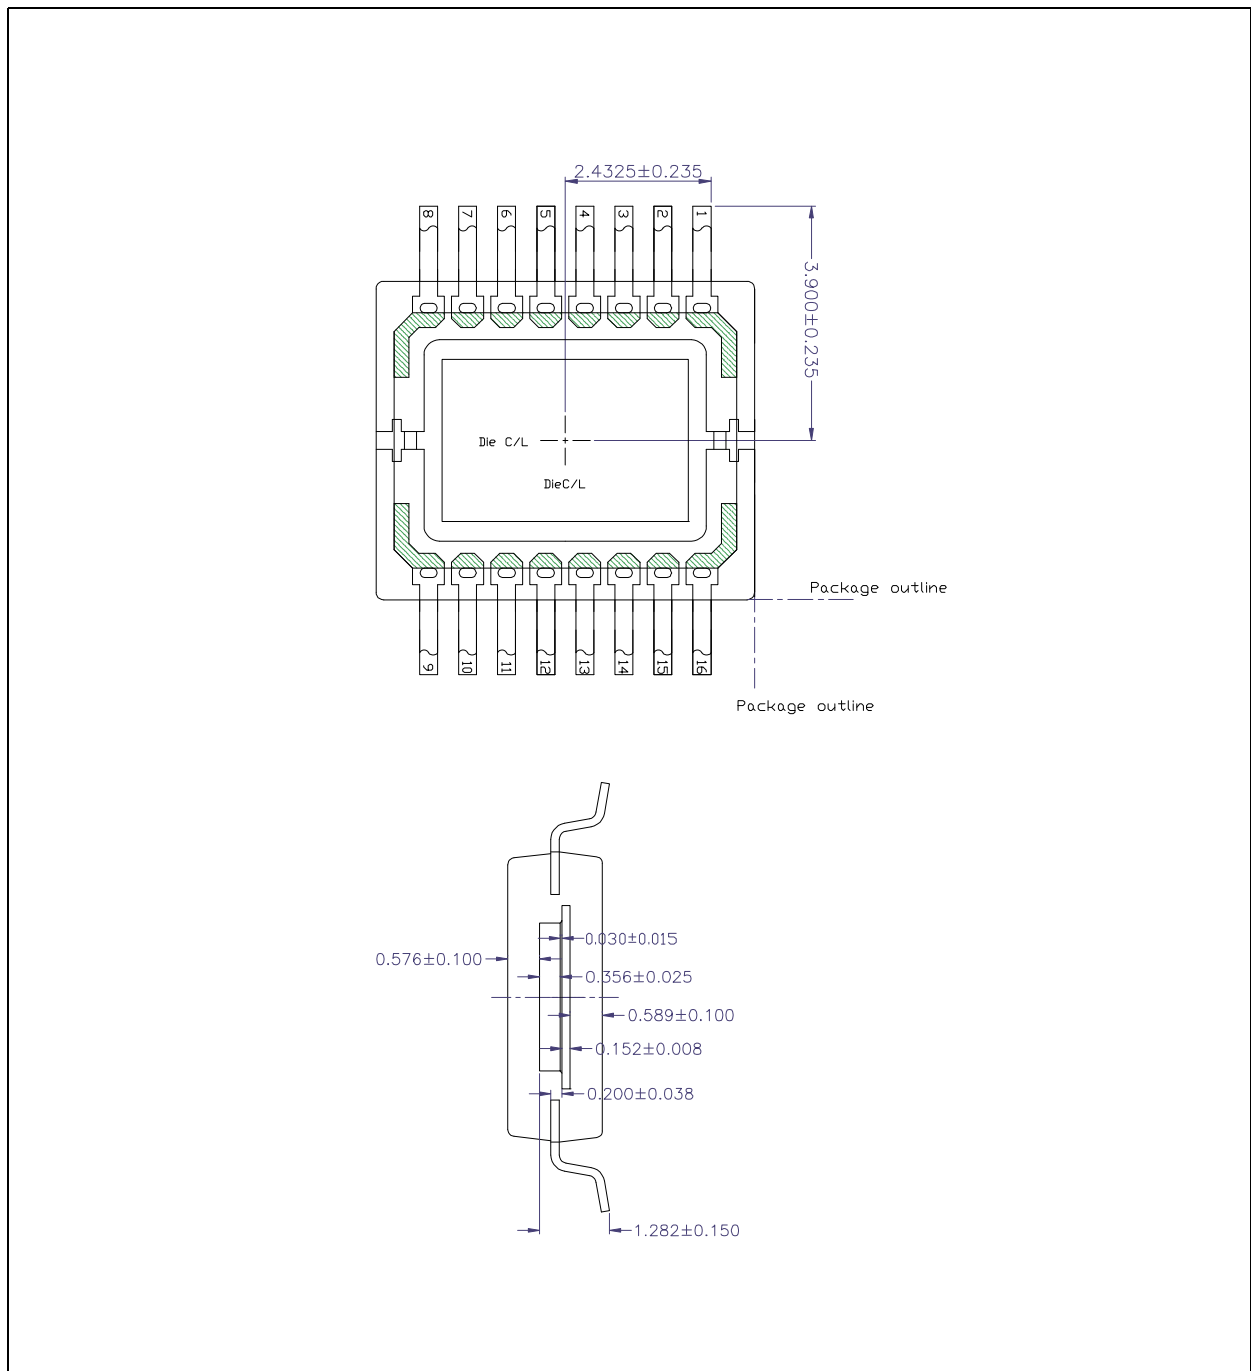 2.4325±0.235
8 7 6 5 4 3 2 1
3.900±0.235
Die C/L
DieC/L
Package outline
9 10 11 12 13 14 15 16
Package outline
0.030±0.015
0.576±0.100
0.356±0.025
0.589±0.100
0.152±0.008
0.200±0.038
1.282±0.150